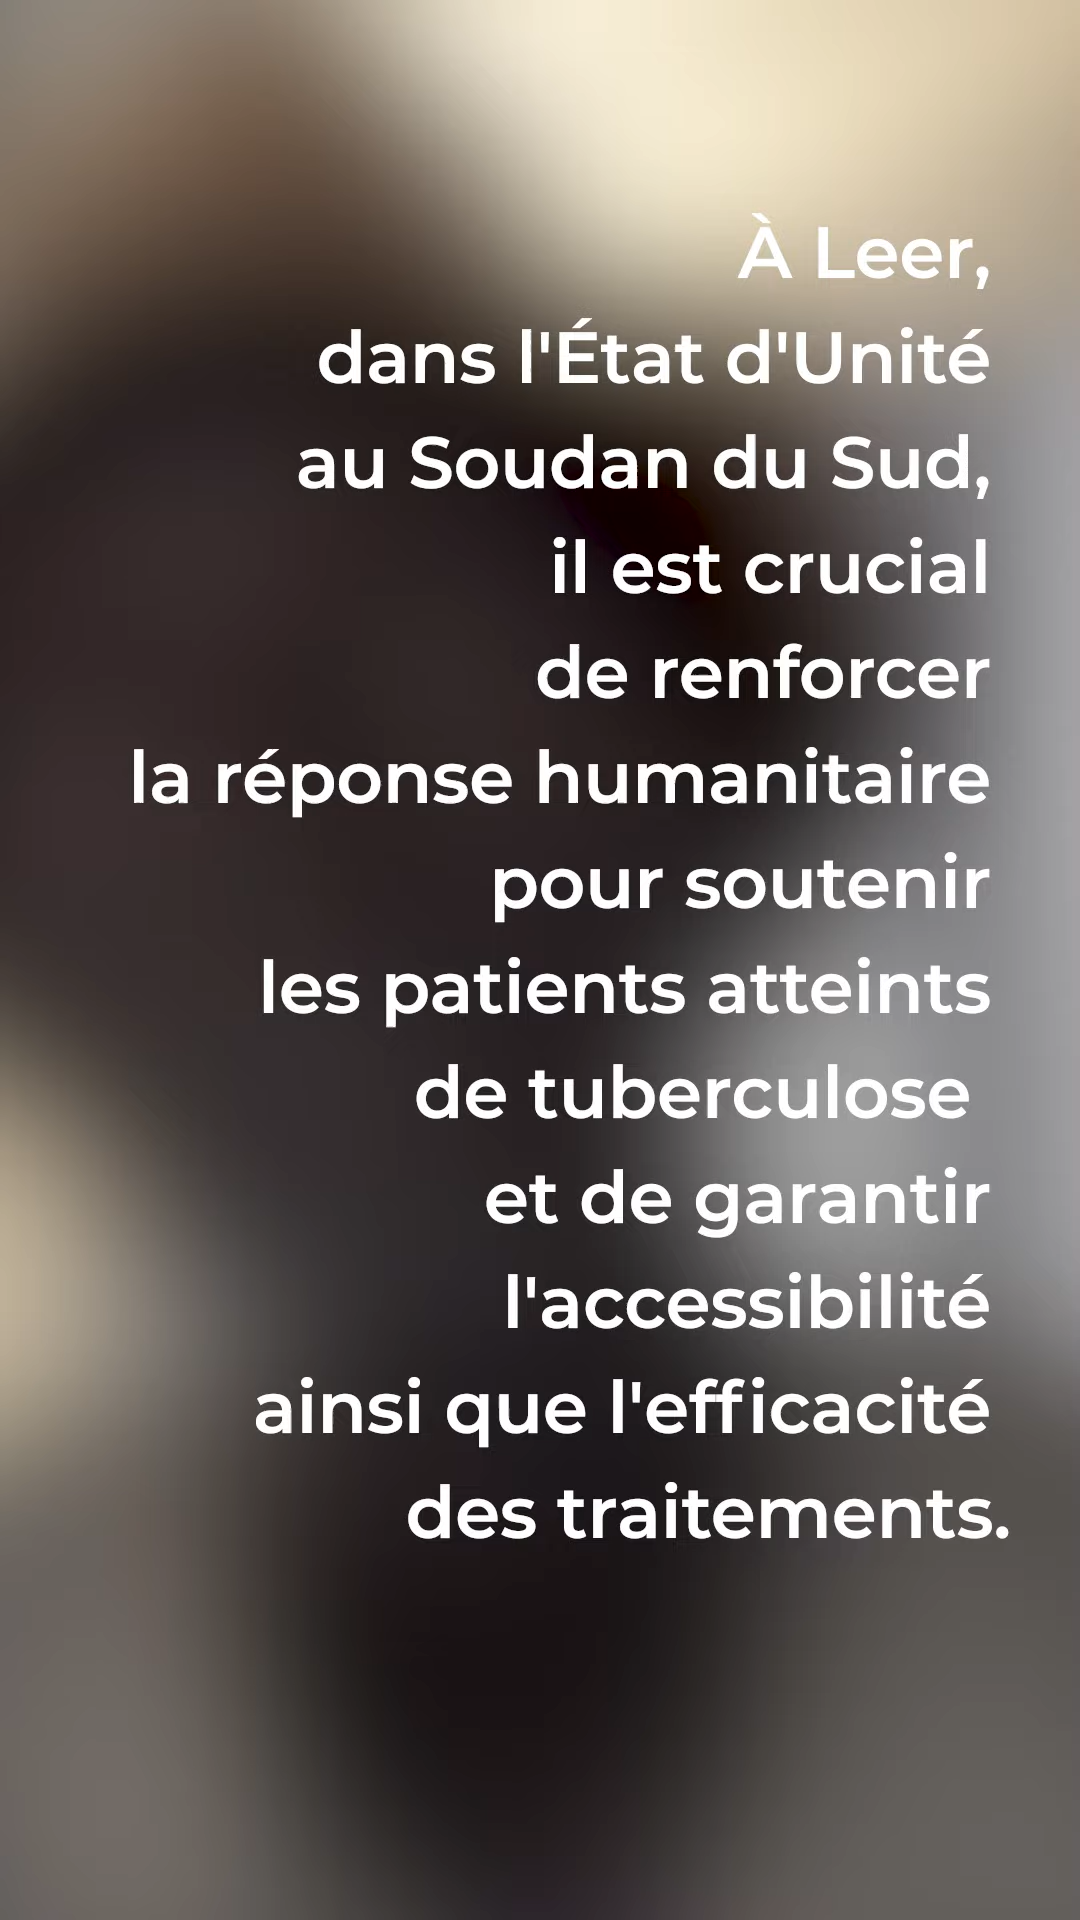 À Leer,
dans l'État d'Unité
au Soudan du Sud,
il est crucial
de renforcer
la réponse humanitaire
pour soutenir
les patients atteints
de tuberculose
et de garantir
l'accessibilité
ainsi que l'efficacité
des traitements.